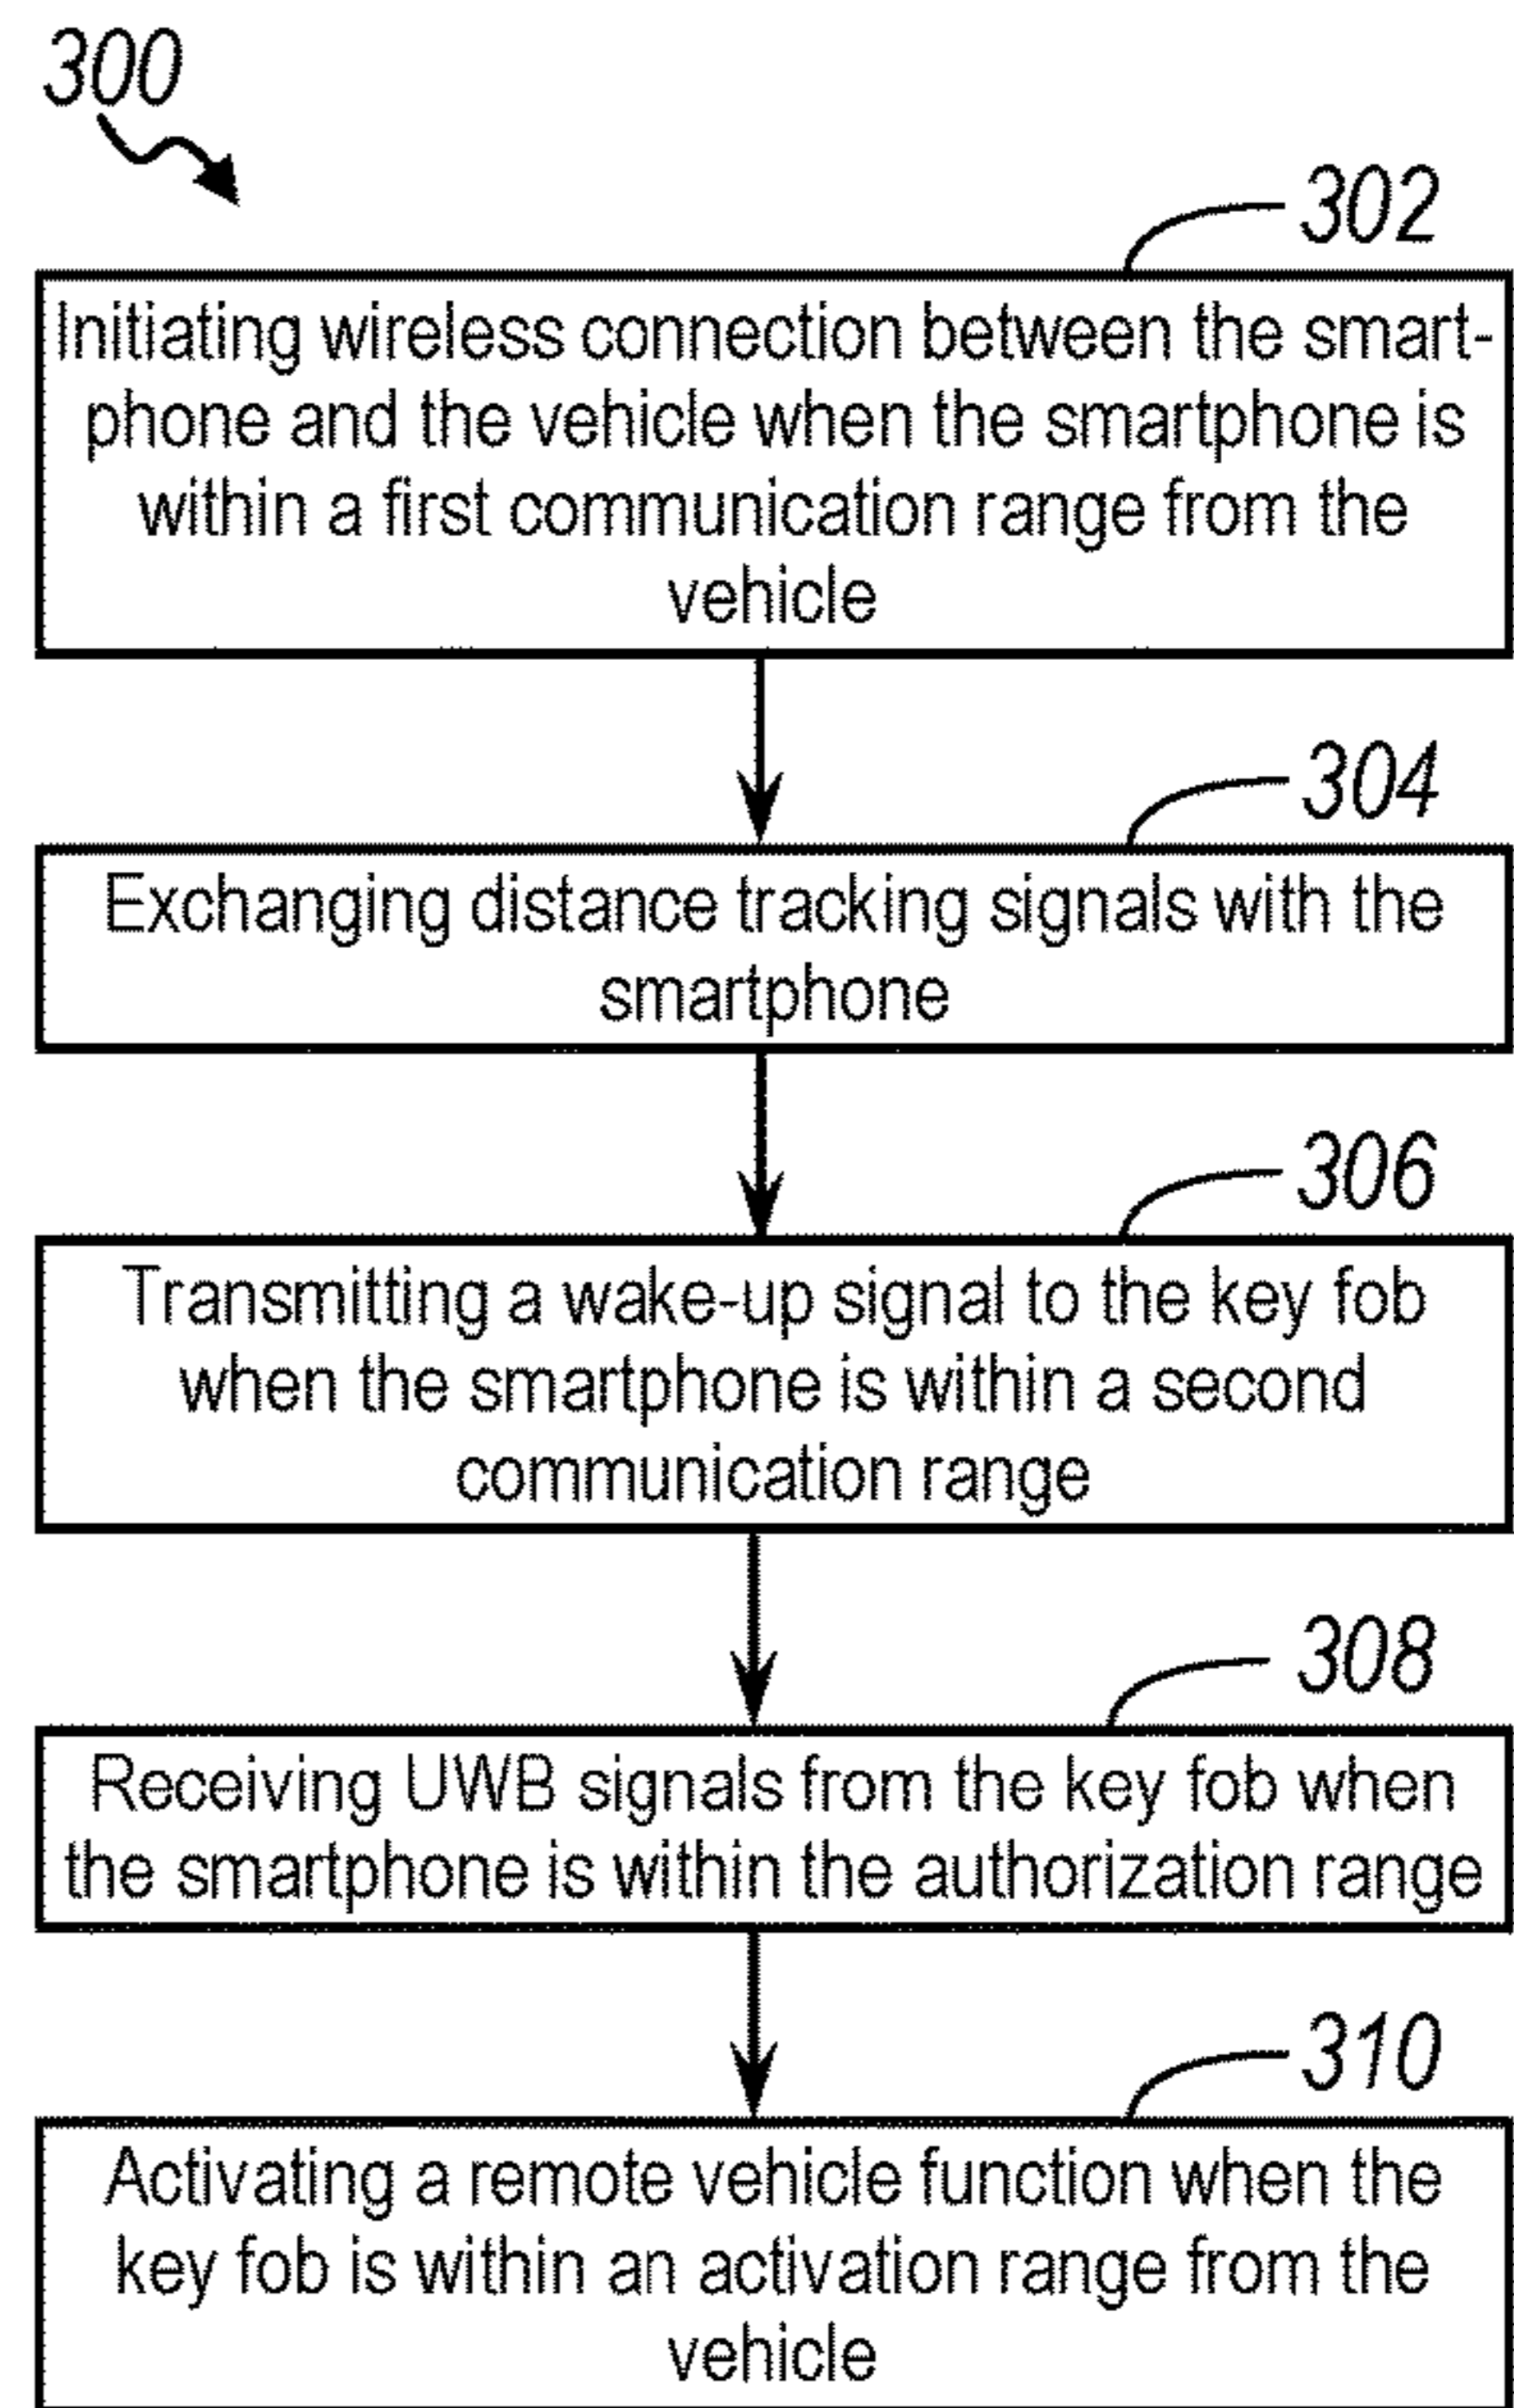 300
302
Initiating wireless connection between the smart-
phone and the vehicle when the smartphone is
within a first communication range from the
vehicle
304
Exchanging distance tracking signals with the
smartphone
306
Transmitting a wake-up signal to the key fob
when the smartphone is within a second
communication range
308
Receiving UWB signals from the key fob when
the smartphone is within the authorization range
310
Activating a remote vehicle function when the
key fob is within an activation range from the
vehicle